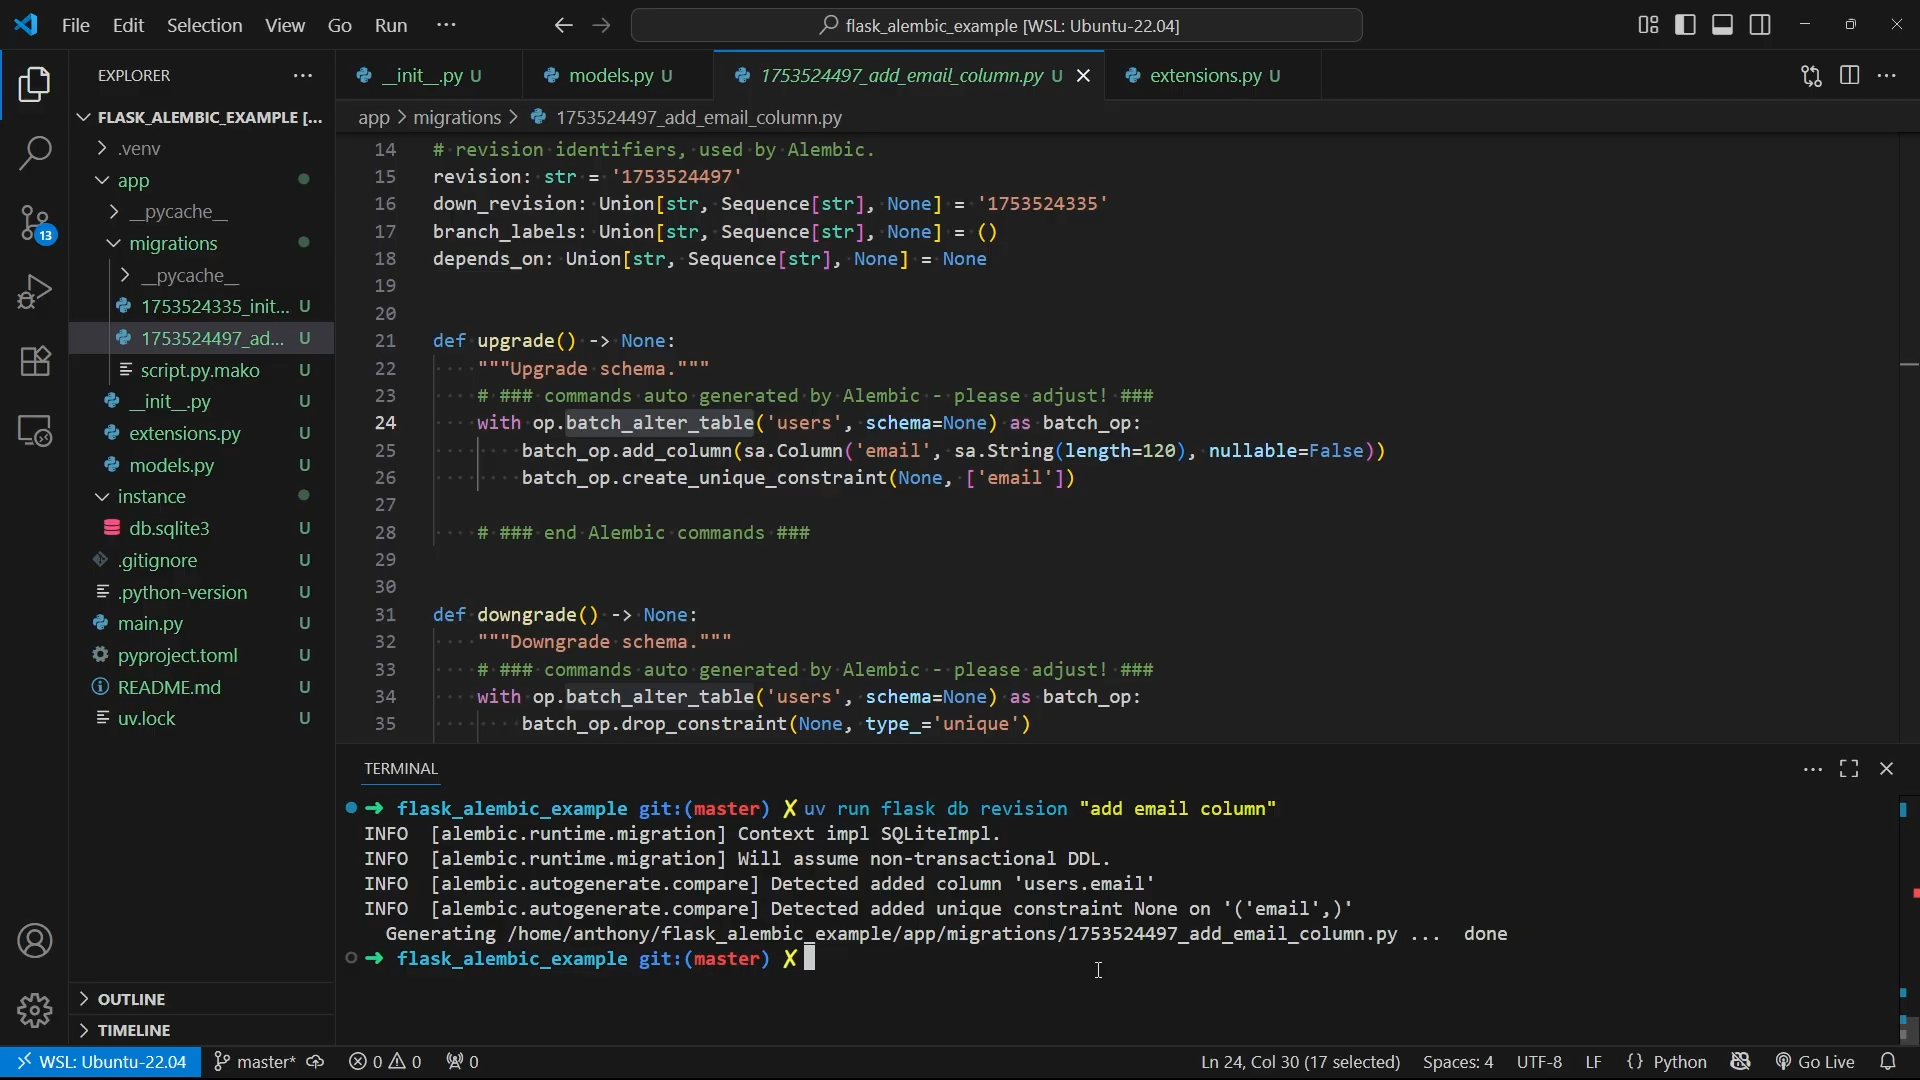 File Edit Selection View Go Run ···
flask_alembic_example [WSL: Ubuntu-22.04]
EXPLORER ···
FLASK_ALEMBIC_EXAMPLE [...
.venv
app
__pycache__
migrations
__pycache__
1753524335_init... U
1753524497_ad... U
script.py.mako U
__init__.py U
extensions.py U
models.py U
instance
db.sqlite3 U
.gitignore U
.python-version U
main.py U
pyproject.toml U
README.md U
uv.lock U
OUTLINE
TIMELINE
13
__init__.py U models.py U 1753524497_add_email_column.py U extensions.py U
app > migrations > 1753524497_add_email_column.py
14 # revision identifiers, used by Alembic.
15 revision: str = '1753524497'
16 down_revision: Union[str, Sequence[str], None] = '1753524335'
17 branch_labels: Union[str, Sequence[str], None] = ()
18 depends_on: Union[str, Sequence[str], None] = None
19
20
21 def upgrade() -> None:
22 """Upgrade schema."""
23 # ### commands auto generated by Alembic - please adjust! ###
24 with op.batch_alter_table('users', schema=None) as batch_op:
25 batch_op.add_column(sa.Column('email', sa.String(length=120), nullable=False))
26 batch_op.create_unique_constraint(None, ['email'])
27
28 # ### end Alembic commands ###
29
30
31 def downgrade() -> None:
32 """Downgrade schema."""
33 # ### commands auto generated by Alembic - please adjust! ###
34 with op.batch_alter_table('users', schema=None) as batch_op:
35 batch_op.drop_constraint(None, type_='unique')
TERMINAL
➜ flask_alembic_example git:(master) ✗ uv run flask db revision "add email column"
INFO [alembic.runtime.migration] Context impl SQLiteImpl.
INFO [alembic.runtime.migration] Will assume non-transactional DDL.
INFO [alembic.autogenerate.compare] Detected added column 'users.email'
INFO [alembic.autogenerate.compare] Detected added unique constraint None on '('email',)'
Generating /home/anthony/flask_alembic_example/app/migrations/1753524497_add_email_column.py ... done
➜ flask_alembic_example git:(master) ✗
WSL: Ubuntu-22.04 master* 0 0 0 Ln 24, Col 30 (17 selected) Spaces: 4 UTF-8 LF {} Python Go Live